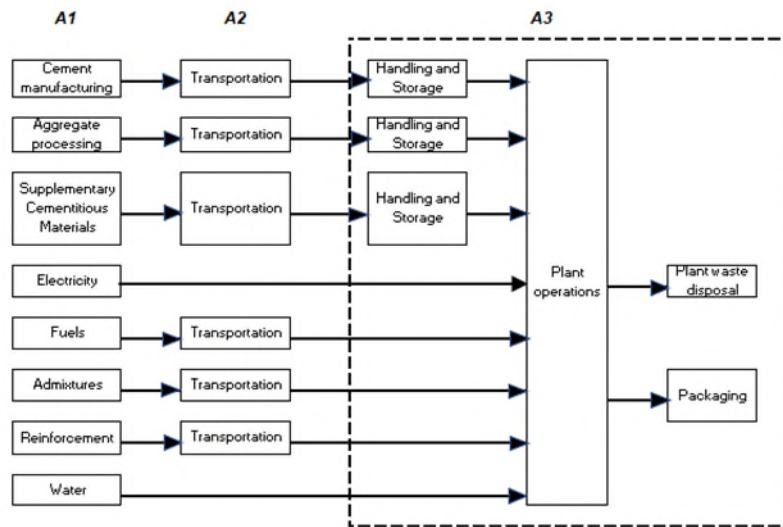 A1 A2 A3
Cement
manufacturing
Transportation
Handling and
Storage
Aggregate
processing
Transportation
Handling and
Storage
Supplementary
Cementitious
Materials
Transportation
Handling and
Storage
Electricity
Plant
operations
Plant waste
disposal
Fuels
Transportation
Admixtures
Transportation
Packaging
Reinforcement
Transportation
Water